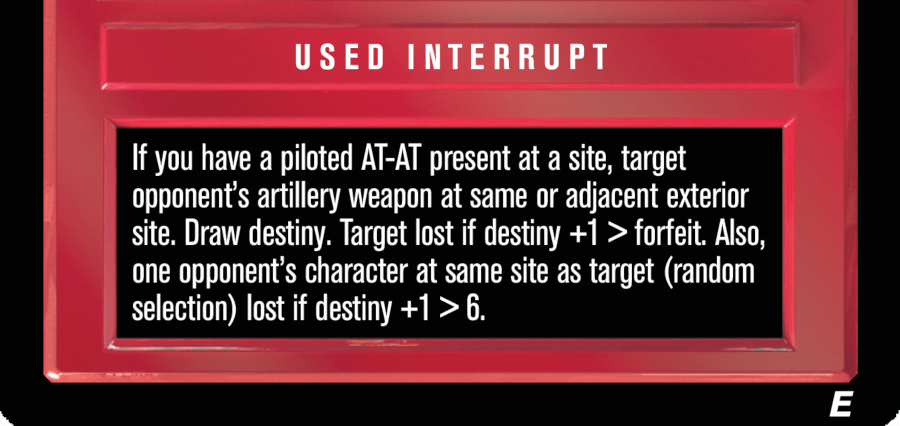 USED INTERRUPT
If you have a piloted AT-AT present at a site, target
opponent's artillery weapon at same or adjacent exterior
site. Draw destiny. Target lost if destiny +1 > forfeit. Also,
one opponent's character at same site as target (random
selection) lost if destiny +1 > 6.
E